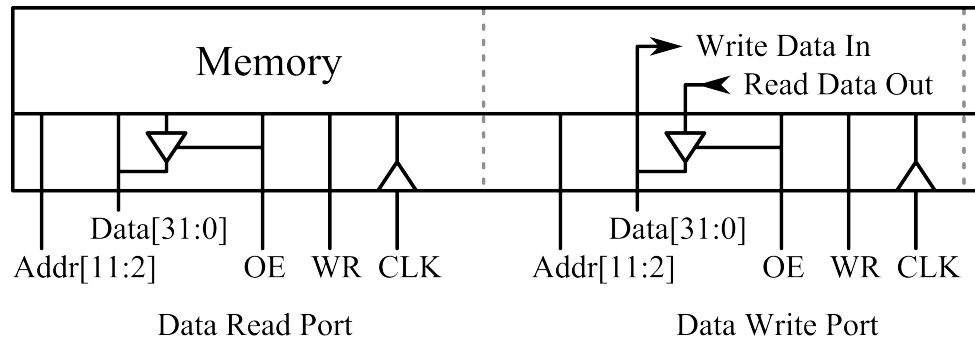 Memory
Write Data In
Read Data Out
Data[31:0]
Addr[11:2]
OE
WR
CLK
Data Read Port
Data[31:0]
Addr[11:2]
OE
WR
CLK
Data Write Port